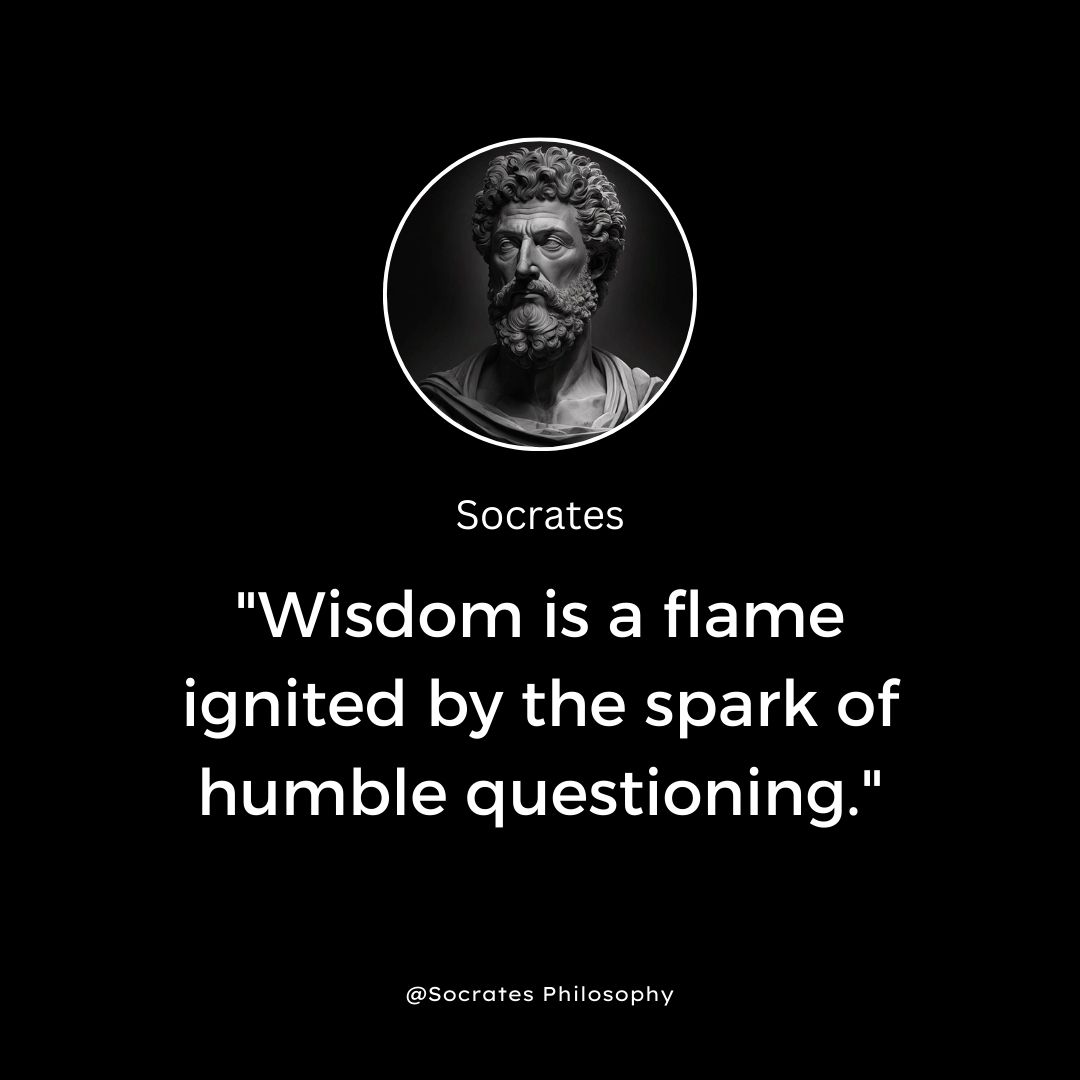 Socrates
"Wisdom is a flame
ignited by the spark of
humble questioning."
@Socrates Philosophy